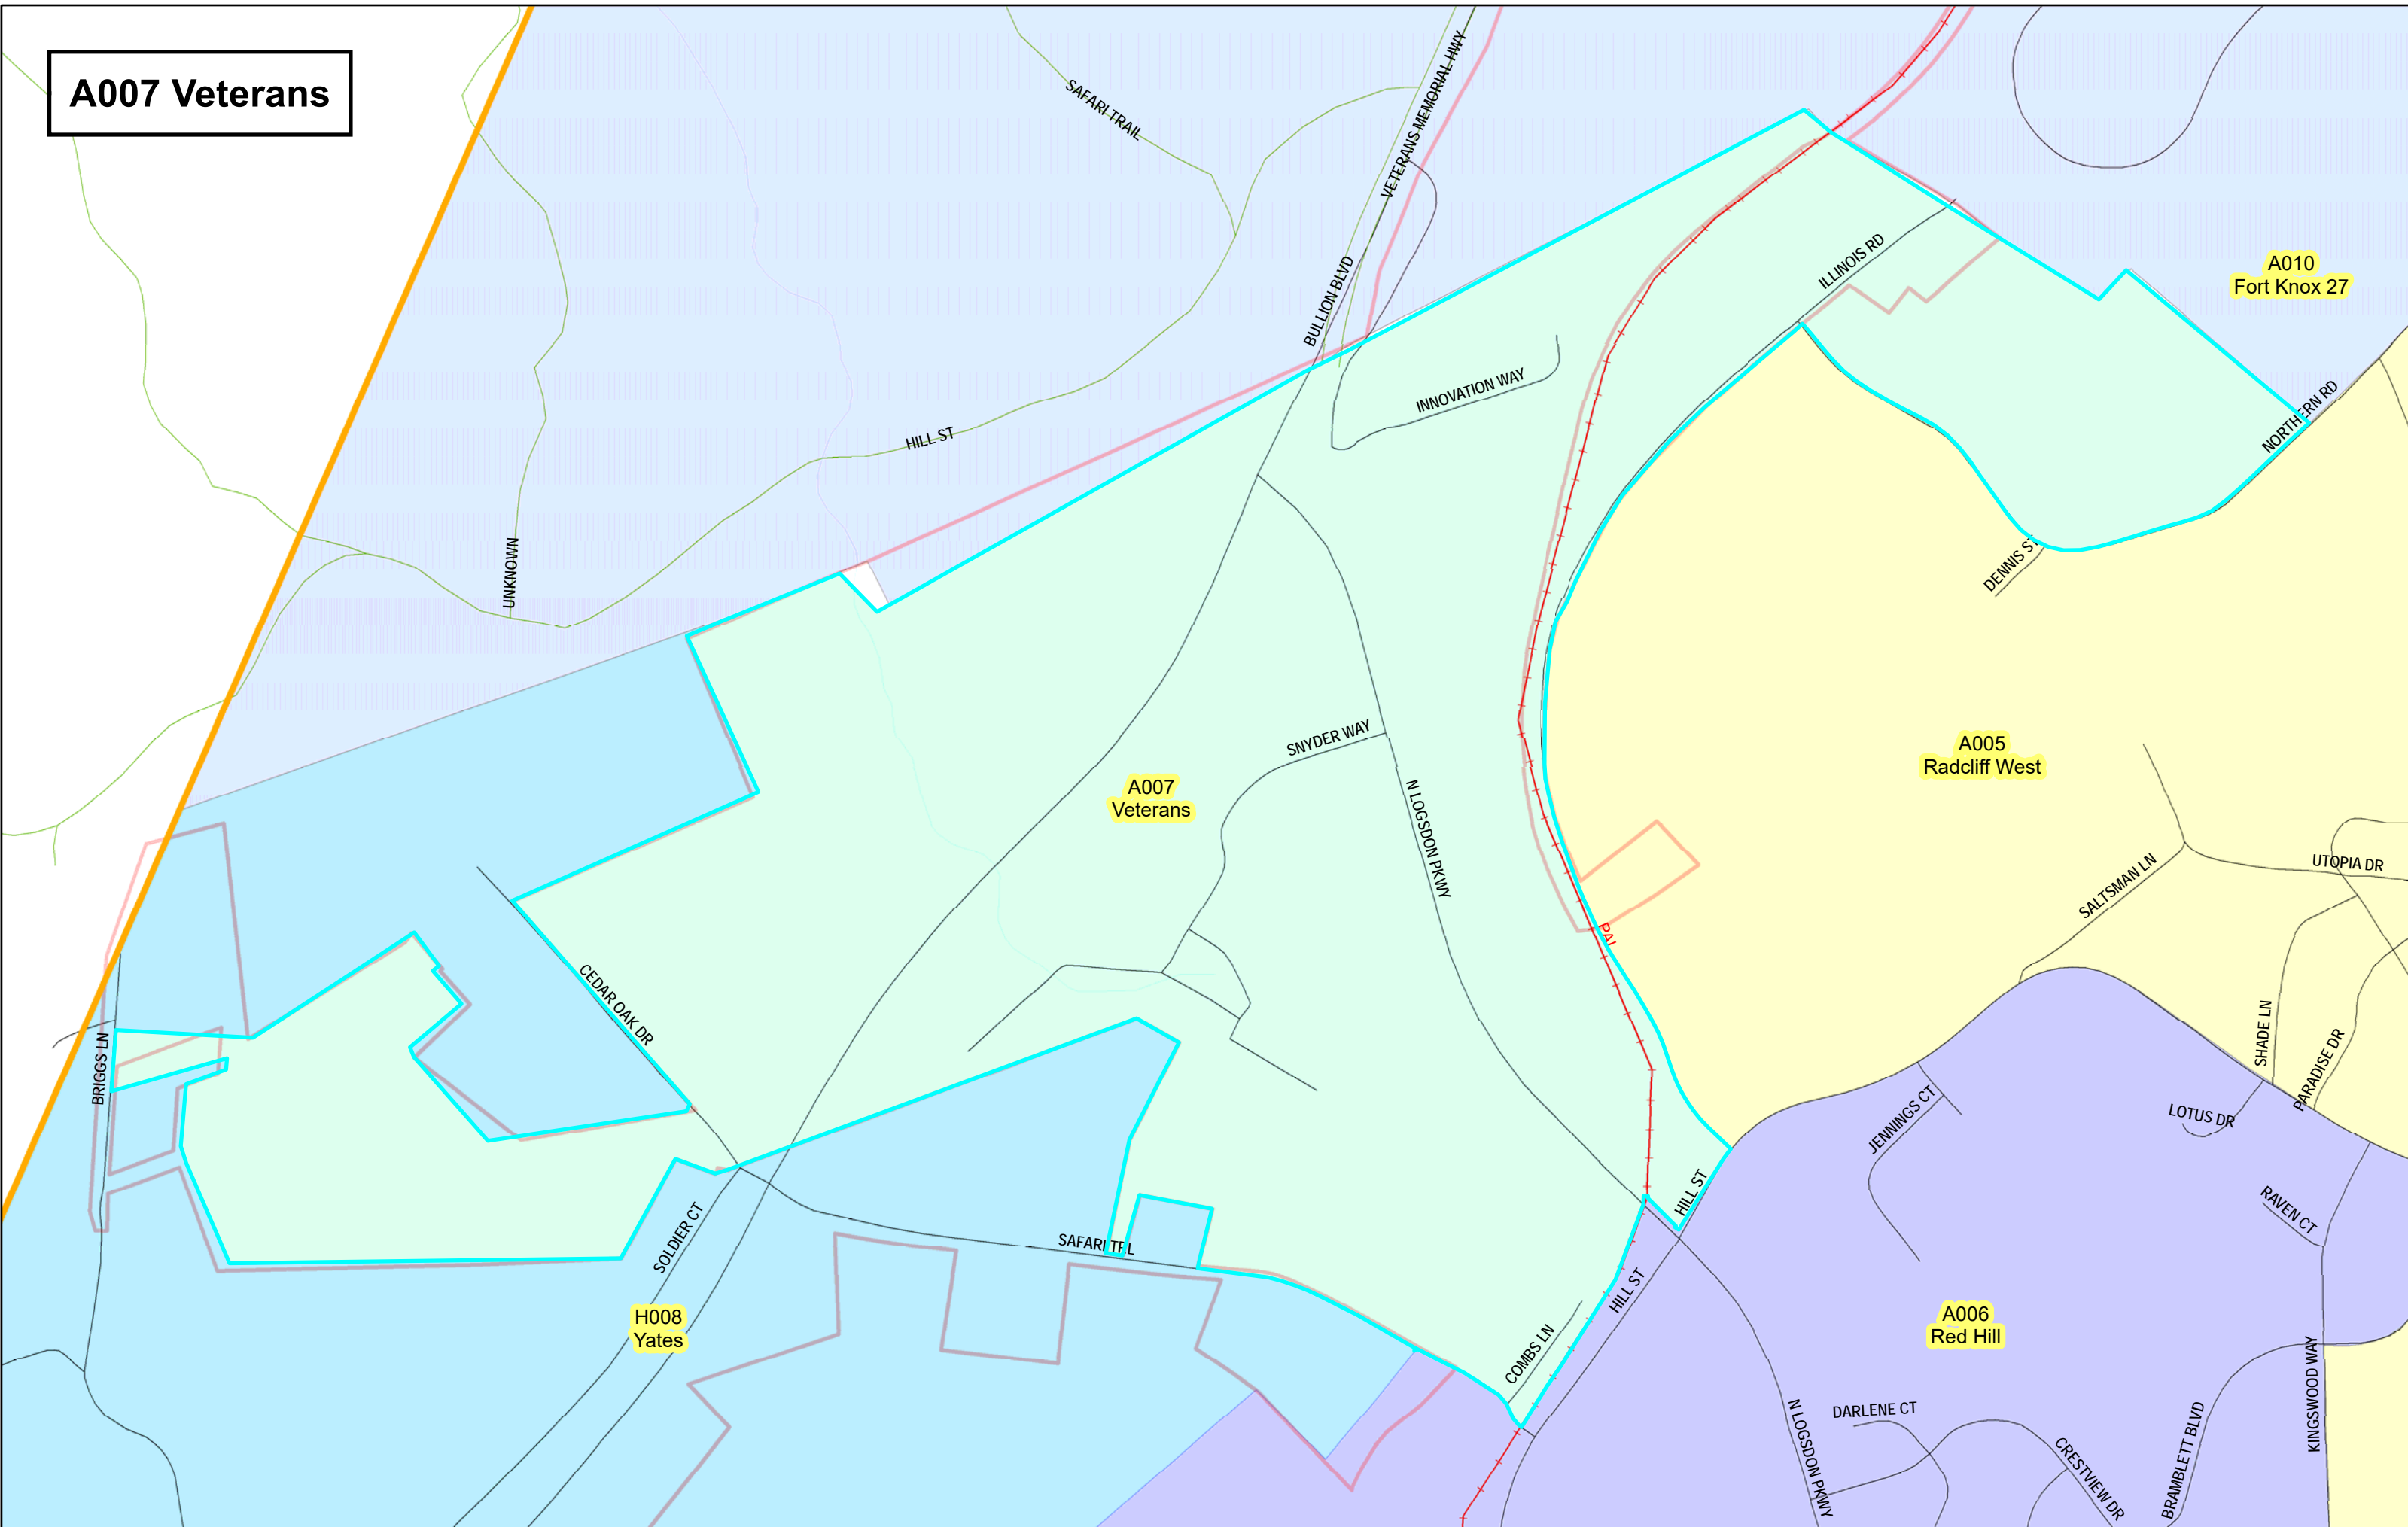 A007 Veterans
SAFARI TRAIL
VETERANS MEMORIAL HWY
BULLION BLVD
ILLINOIS RD
A010
Fort Knox 27
INNOVATION WAY
NORTHERN RD
HILL ST
UNKNOWN
DENNIS ST
SNYDER WAY
A007
Veterans
A005
Radcliff West
N LOGSDON PKWY
UTOPIA DR
SALTSMAN LN
PAL
CEDAR OAK DR
BRIGGS LN
SHADE LN
PARADISE DR
JENNINGS CT
LOTUS DR
HILL ST
RAVEN CT
SOLDIER CT
SAFARI TRL
HILL ST
H008
Yates
A006
Red Hill
COMBS LN
KINGSWOOD WAY
DARLENE CT
N LOGSDON PKWY
CRESTVIEW DR
BRAMBLETT BLVD